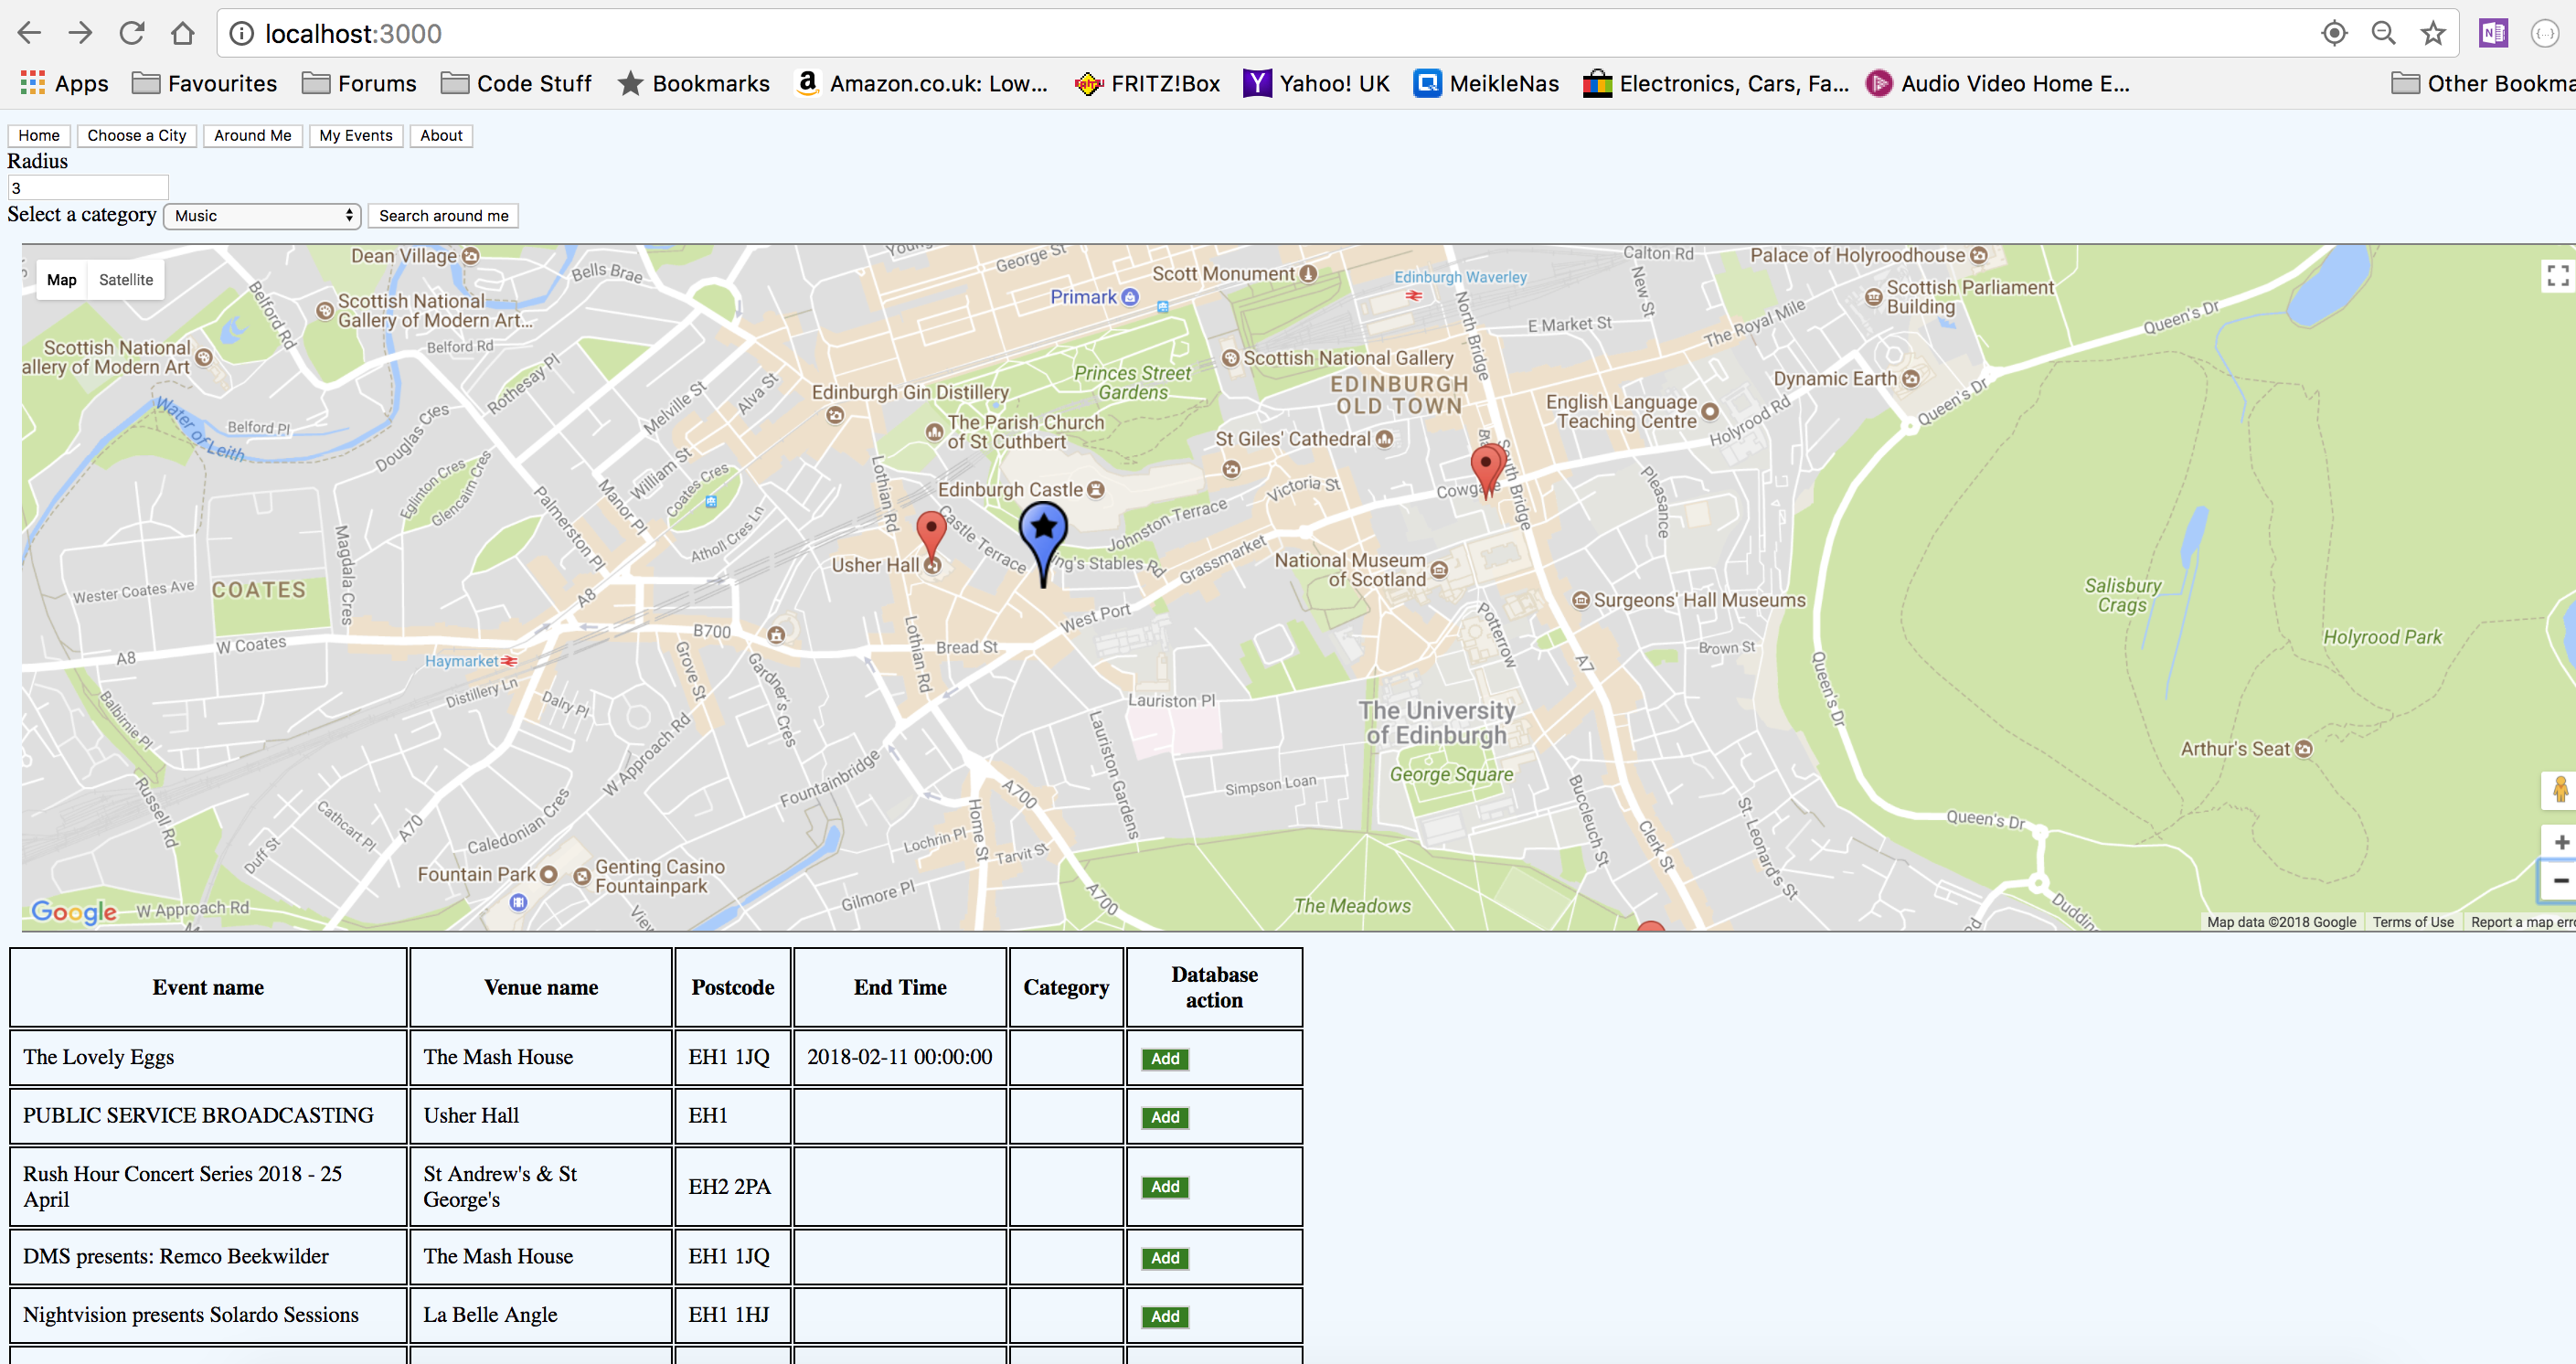 localhost:3000
Apps Favourites Forums Code Stuff Bookmarks Amazon.co.uk: Low... FRITZ!Box Yahoo! UK MeikleNas Electronics, Cars, Fa... Audio Video Home E... Other Bookma
Home Choose a City Around Me My Events About
Radius
3
Select a category Music Search around me
Map Satellite
Dean Village
Bells Brae
George St
Scott Monument
Edinburgh Waverley
Calton Rd
Palace of Holyroodhouse
Belford Rd
Scottish National
Gallery of Modern Art...
Primark
North Bridge
New St
Scottish Parliament
Building
Queen's Dr
E Market St
The Royal Mile
Scottish National
allery of Modern Art
Belford Rd
Rothesay Pl
Melville St
Alva St
Princes Street
Gardens
Scottish National Gallery
EDINBURGH
OLD TOWN
Dynamic Earth
Queen's Dr
Edinburgh Gin Distillery
The Parish Church
of St Cuthbert
English Language
Teaching Centre
Holyrood Rd
Water of Leith
Belford Pl
Douglas Cres
Eglinton Cres
Glencairn Cres
William St
Manor Pl
Coates Cres
Palmerston Pl
Atholl Cres Ln
Lothian Rd
Edinburgh Castle
St Giles' Cathedral
Victoria St
Cowgate
South Bridge
Pleasance
Castle Terrace
Johnston Terrace
Usher Hall
ing's Stables Rd
Grassmarket
National Museum
of Scotland
Surgeons' Hall Museums
Salisbury
Crags
Holyrood Park
Magdala Cres
Wester Coates Ave
COATES
A8
W Coates
A8
Haymarket
B700
Grove St
Gardner's Cres
Lothian Rd
Bread St
West Port
Potterrow
A7
Brown St
Queen's Dr
Distillery Ln
Dalry Pl
Balbirnie Pl
W Approach Rd
Lauriston Pl
Lauriston Gardens
The University
of Edinburgh
George Square
Simpson Loan
Arthur's Seat
Russell Rd
Duff St
Cathcart Pl
A70
Caledonian Cres
Fountainbridge
A700
Home St
Lochrin Pl
Tarvit St
Buccleuch St
Clerk St
St. Leonard's St
Queen's Dr
Fountain Park
Genting Casino
Fountainpark
Gilmore Pl
A700
The Meadows
Google
W Approach Rd
Map data ©2018 Google Terms of Use Report a map erro
Event name Venue name Postcode End Time Category Database
action
The Lovely Eggs The Mash House EH1 1JQ 2018-02-11 00:00:00 Add
PUBLIC SERVICE BROADCASTING Usher Hall EH1 Add
Rush Hour Concert Series 2018 - 25
April St Andrew's & St
George's EH2 2PA Add
DMS presents: Remco Beekwilder The Mash House EH1 1JQ Add
Nightvision presents Solardo Sessions La Belle Angle EH1 1HJ Add